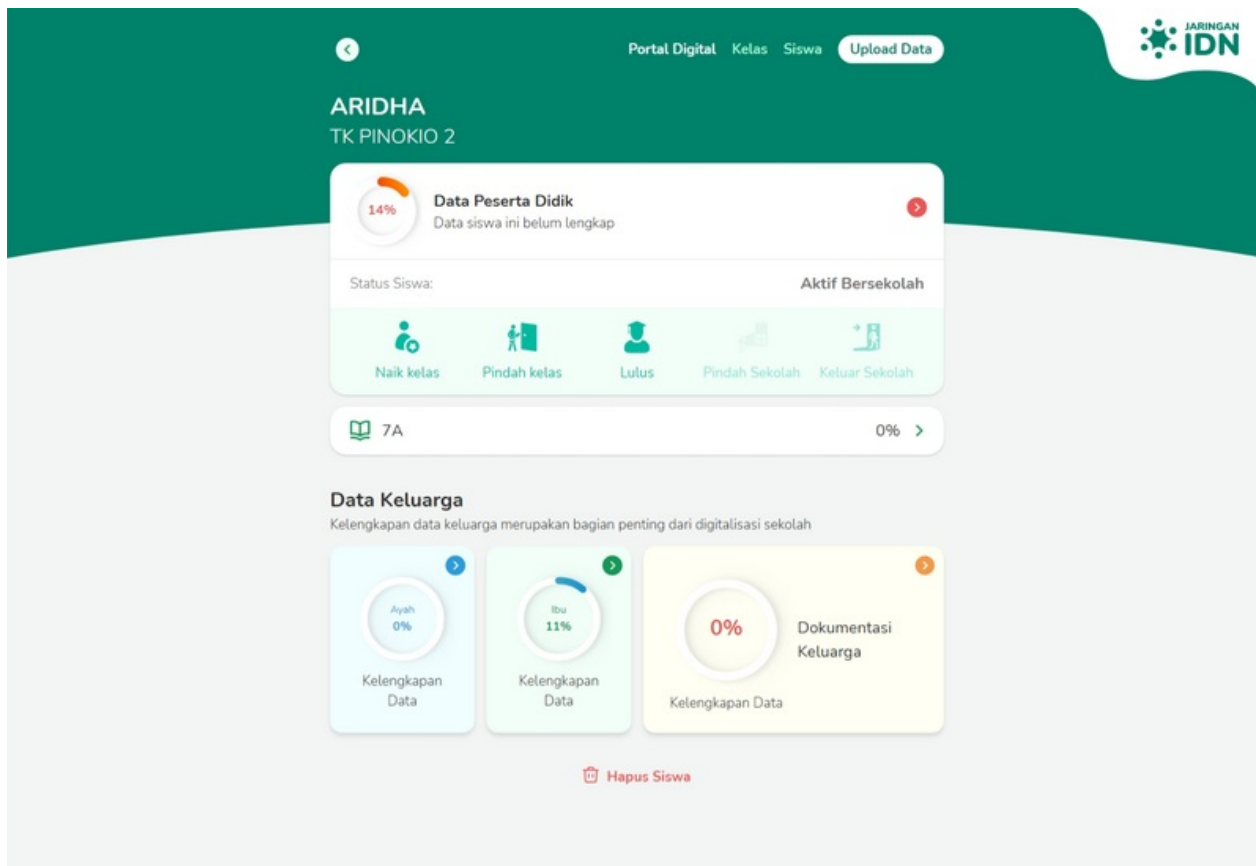 Portal Digital Kelas Siswa Upload Data
JARINGAN
IDN
ARIDHA
TK PINOKIO 2
14%
Data Peserta Didik
Data siswa ini belum lengkap
Status Siswa: Aktif Bersekolah
Naik kelas Pindah kelas Lulus Pindah Sekolah Keluar Sekolah
7A 0%
Data Keluarga
Kelengkapan data keluarga merupakan bagian penting dari digitalisasi sekolah
Ayah
0%
Kelengkapan
Data
Ibu
11%
Kelengkapan
Data
0%
Dokumentasi
Keluarga
Kelengkapan Data
Hapus Siswa